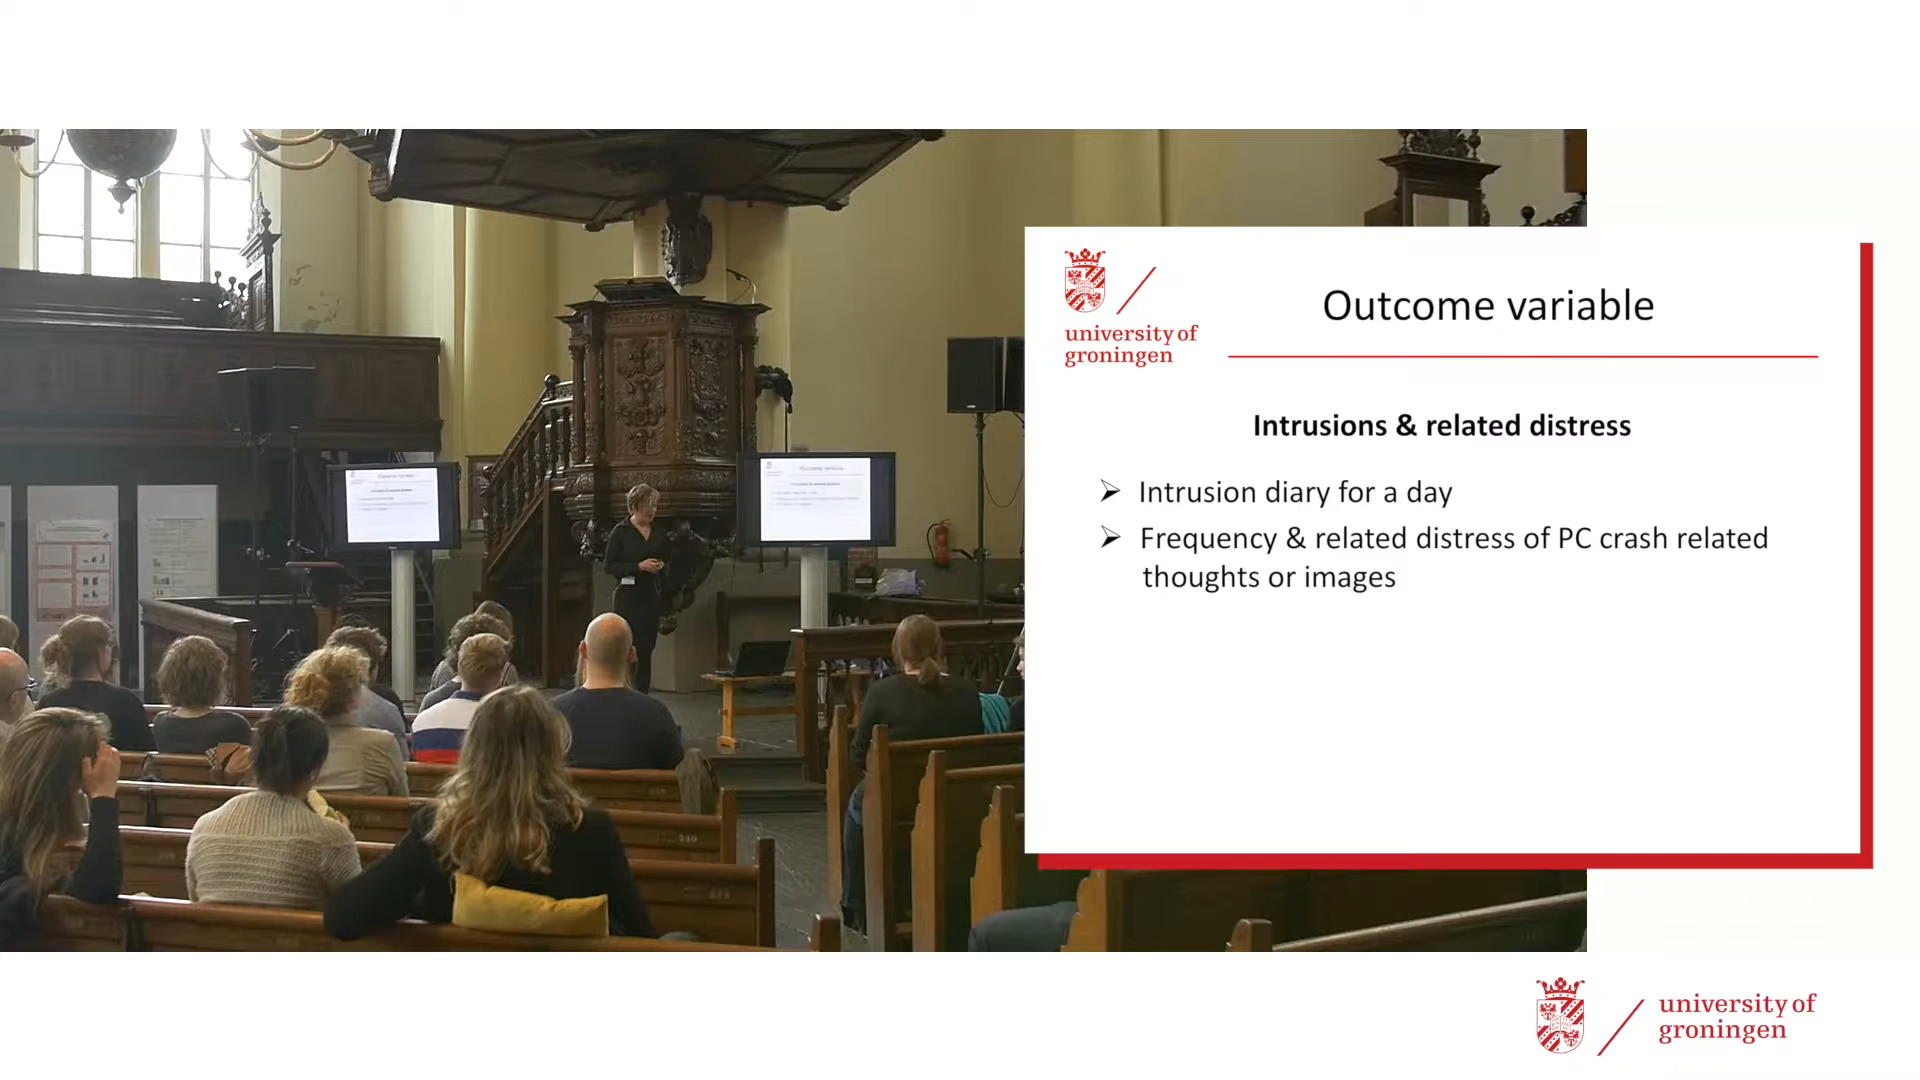 university of
groningen
Outcome variable
Intrusions & related distress
➢ Intrusion diary for a day
➢ Frequency & related distress of PC crash related
thoughts or images
university of
groningen